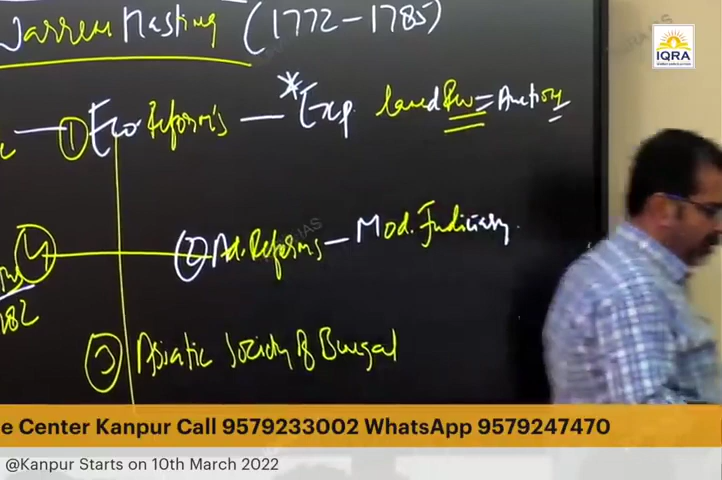 Warren Hasting (1772-1785)
IQRA
① Eco Reforms — *Exp. land Rev = Auction
④
② Ad. Reforms — Mod. Judiciary
③ Asiatic Society of Bengal
e Center Kanpur Call 9579233002 WhatsApp 9579247470
@Kanpur Starts on 10th March 2022